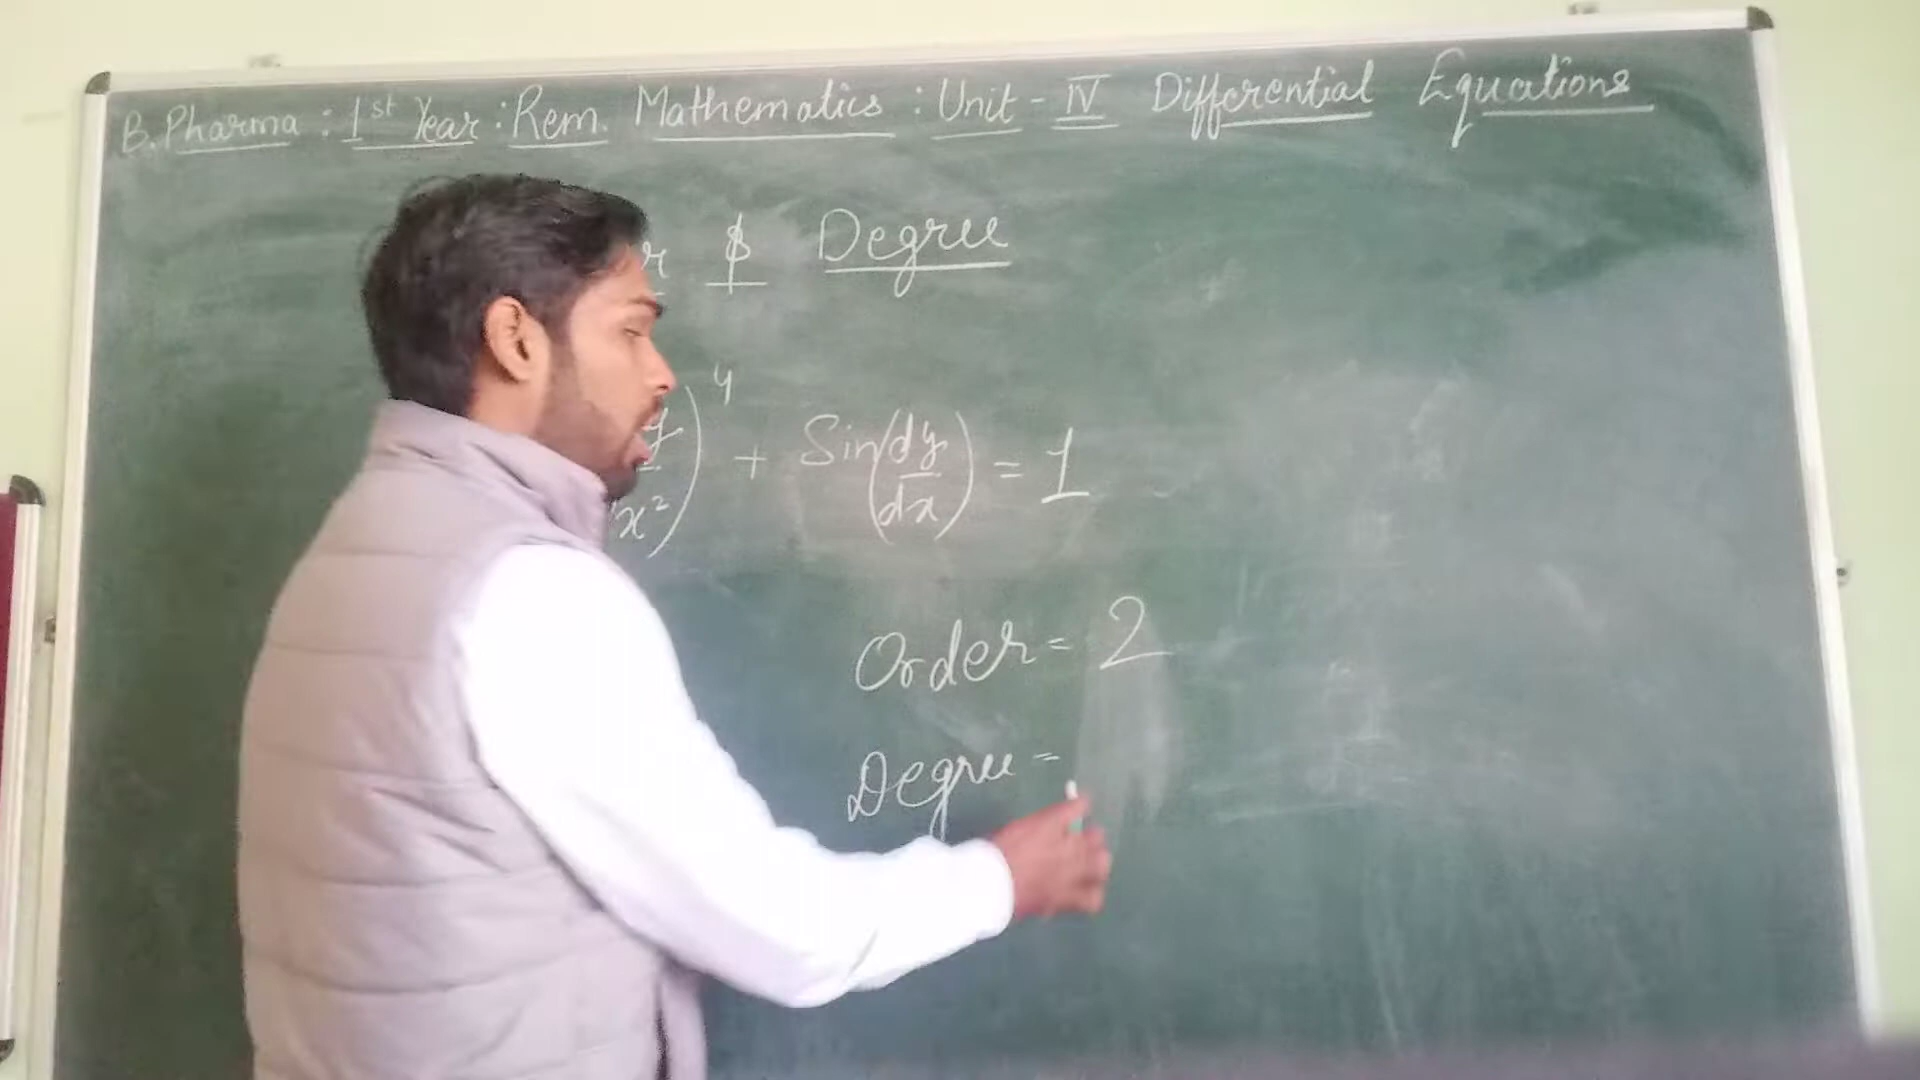 B.Pharma : 1st Year : Rem. Mathematics : Unit - IV Differential Equations
r & Degree
y)⁴ + Sin(dy/dx) = 1
x²
Order = 2
Degree =